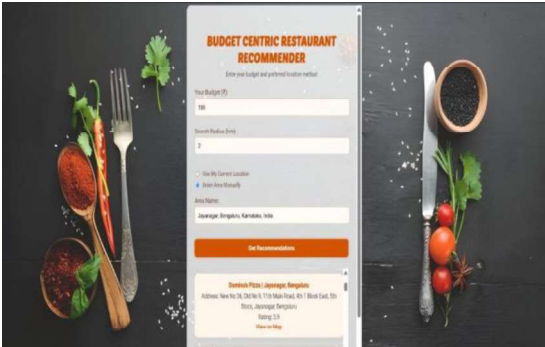 BUDGET CENTRIC RESTAURANT
RECOMMENDER
Enter your budget and preferred location method
Your Budget (₹):
Search Radius (km):
2
Use My Current Location
Enter Area Manually
Area Name:
Jayanagar, Bengaluru, Karnataka, India
Get Recommendations
Domino's Pizza | Jayanagar, Bengaluru
Address: New No 36, Old No 9, 11th Main Road, 4th T Block East, 5th
Block, Jayanagar, Bengaluru
Rating: 3.9
View on Map